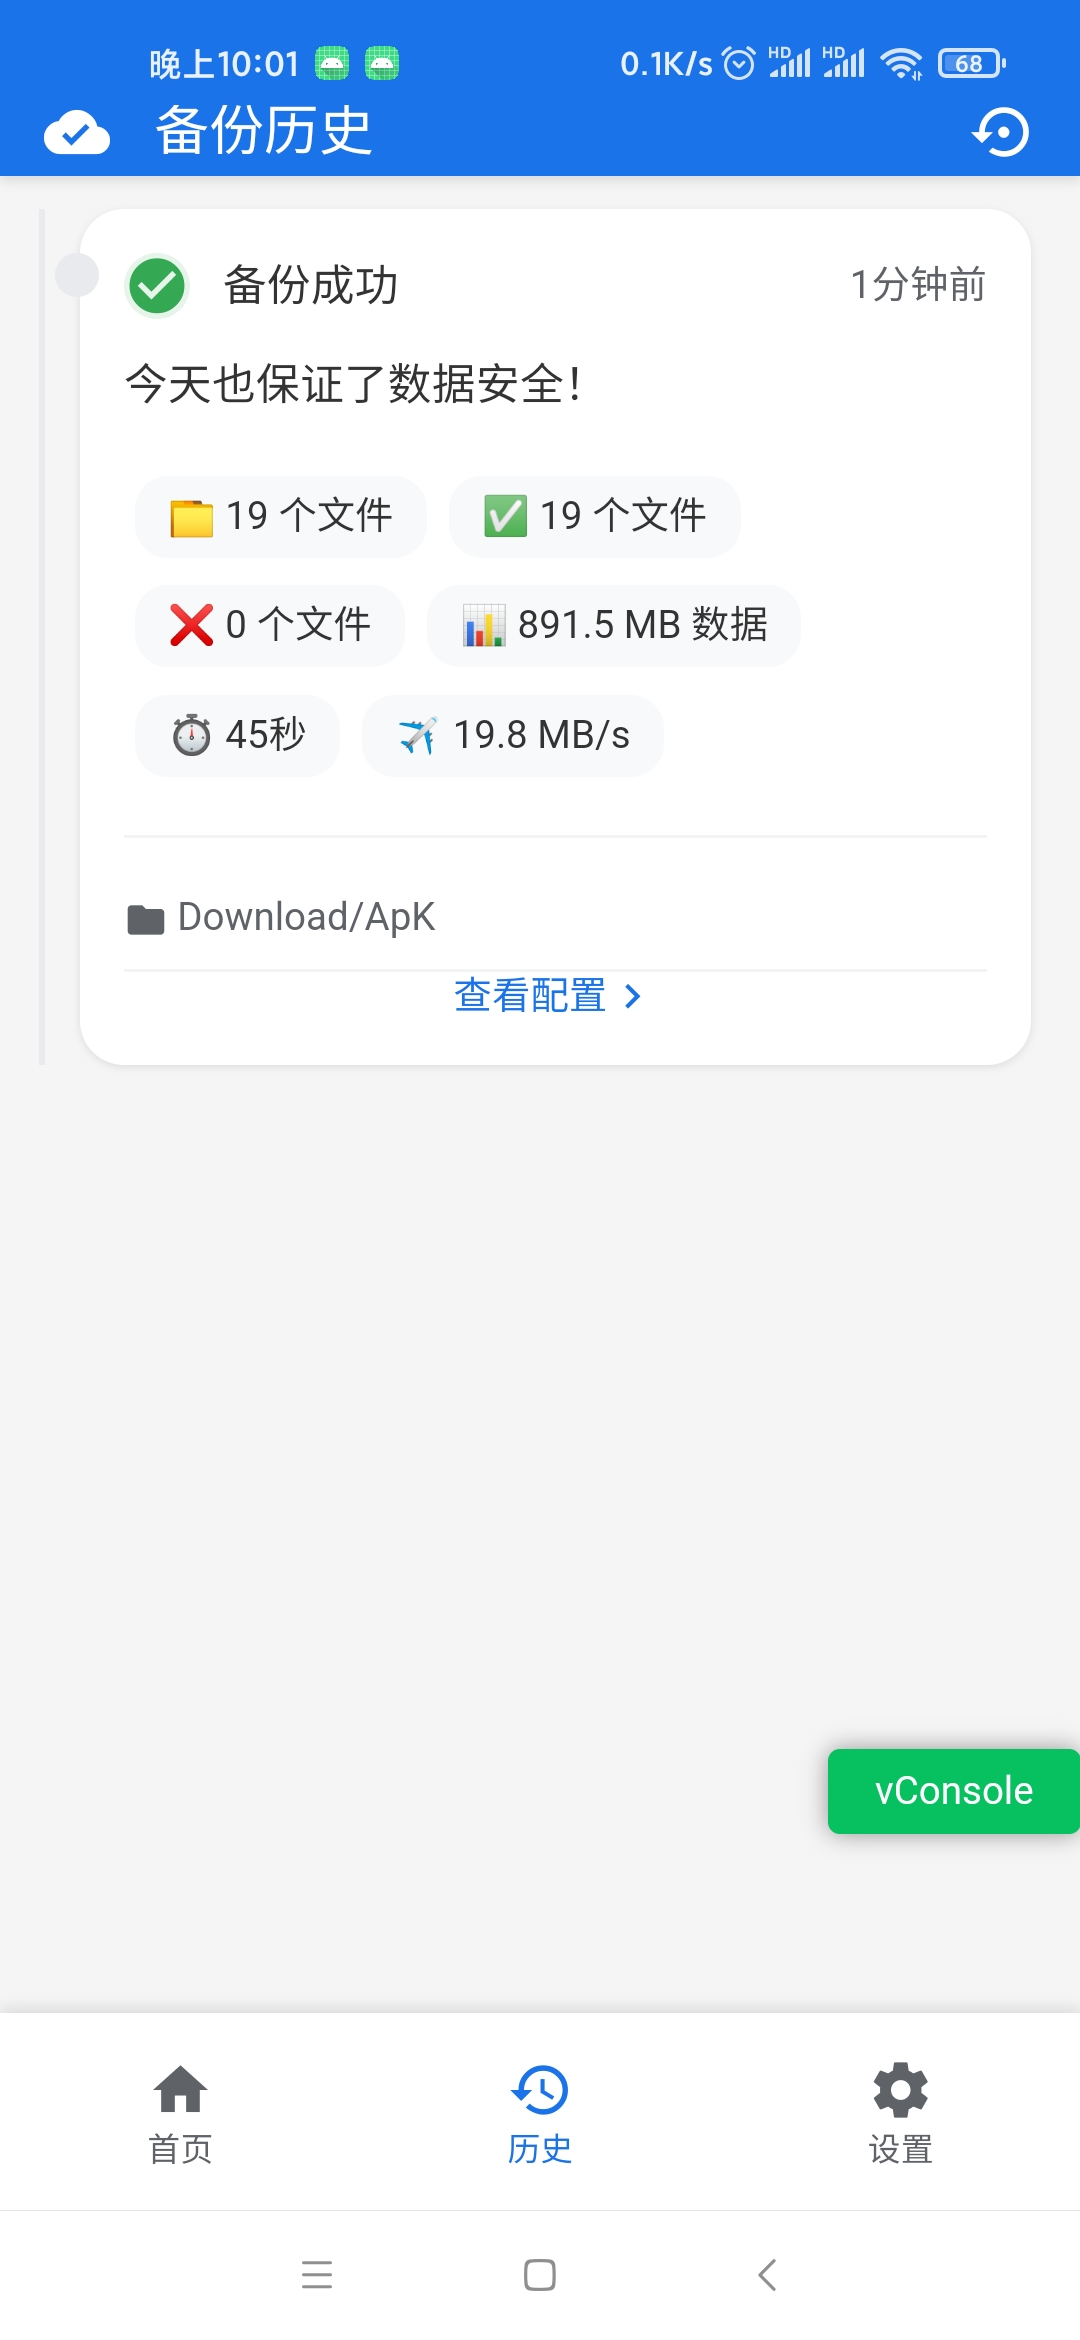 晚上10:01 0.1K/s HD HD 68
备份历史
备份成功 1分钟前
今天也保证了数据安全！
19 个文件 19 个文件
0 个文件 891.5 MB 数据
45秒 19.8 MB/s
Download/ApK
查看配置
vConsole
首页 历史 设置